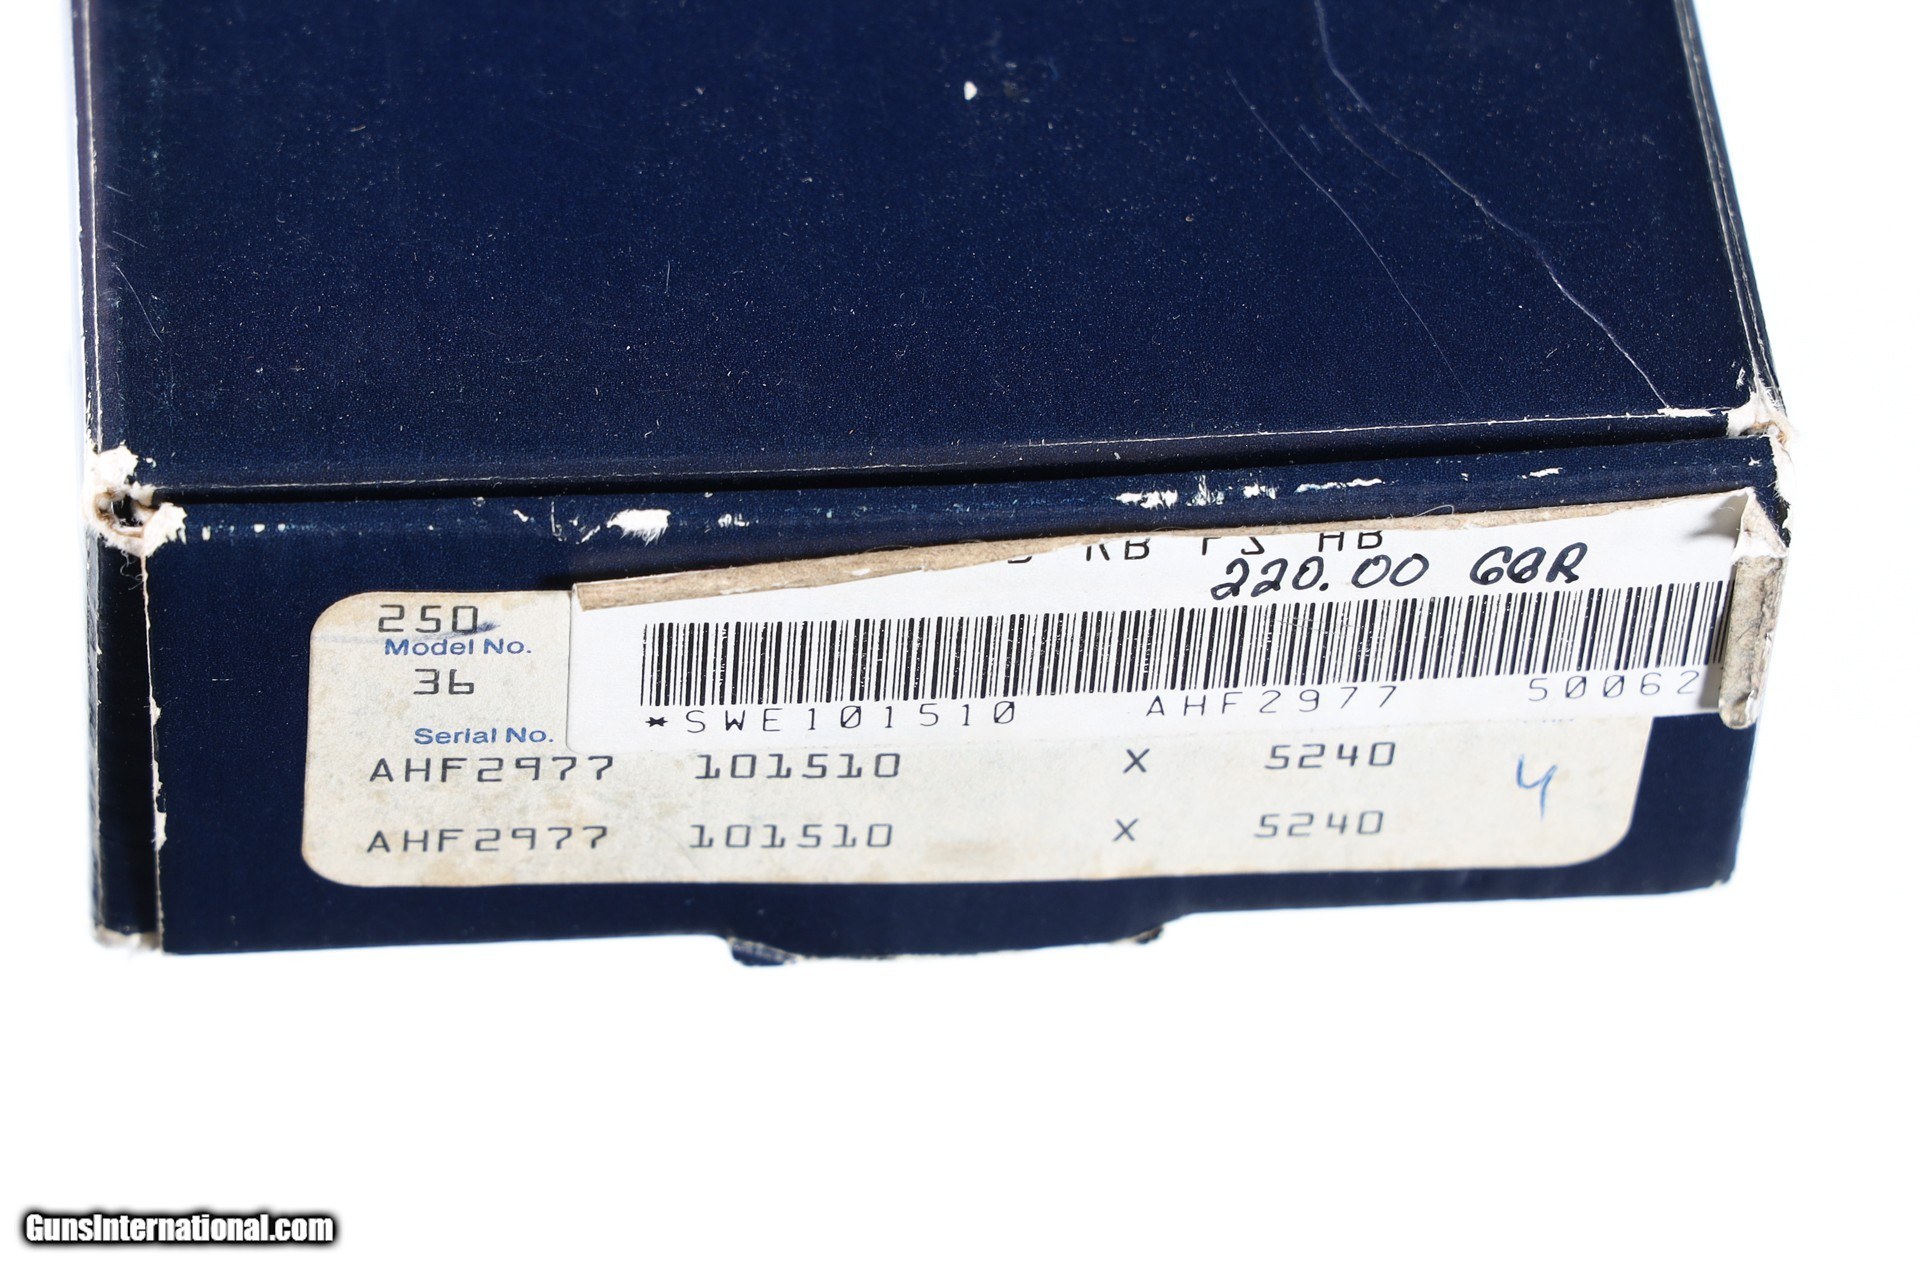 RB FS HB
220.00 GBR
250
Model No.
36
*SWE101510 AHF2977 50062
Serial No.
AHF2977 101510 X 5240
4
AHF2977 101510 X 5240
GunsInternational.com